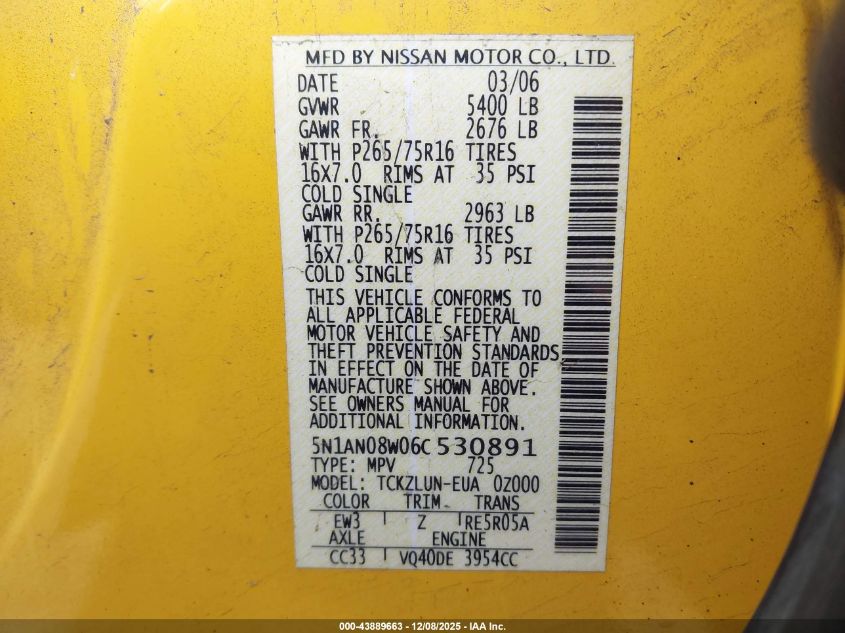 MFD BY NISSAN MOTOR CO., LTD.
DATE 03/06
GVWR 5400 LB
GAWR FR. 2676 LB
WITH P265/75R16 TIRES
16X7.0 RIMS AT 35 PSI
COLD SINGLE
GAWR RR. 2963 LB
WITH P265/75R16 TIRES
16X7.0 RIMS AT 35 PSI
COLD SINGLE
THIS VEHICLE CONFORMS TO
ALL APPLICABLE FEDERAL
MOTOR VEHICLE SAFETY AND
THEFT PREVENTION STANDARDS
IN EFFECT ON THE DATE OF
MANUFACTURE SHOWN ABOVE.
SEE OWNERS MANUAL FOR
ADDITIONAL INFORMATION.
5N1AN08W06C530891
TYPE: MPV 725
MODEL: TCKZLUN-EUA 0Z000
COLOR TRIM TRANS
EW3 Z RE5R05A
AXLE ENGINE
CC33 VQ40DE 3954CC
000-43889663 - 12/08/2025 - IAA Inc.